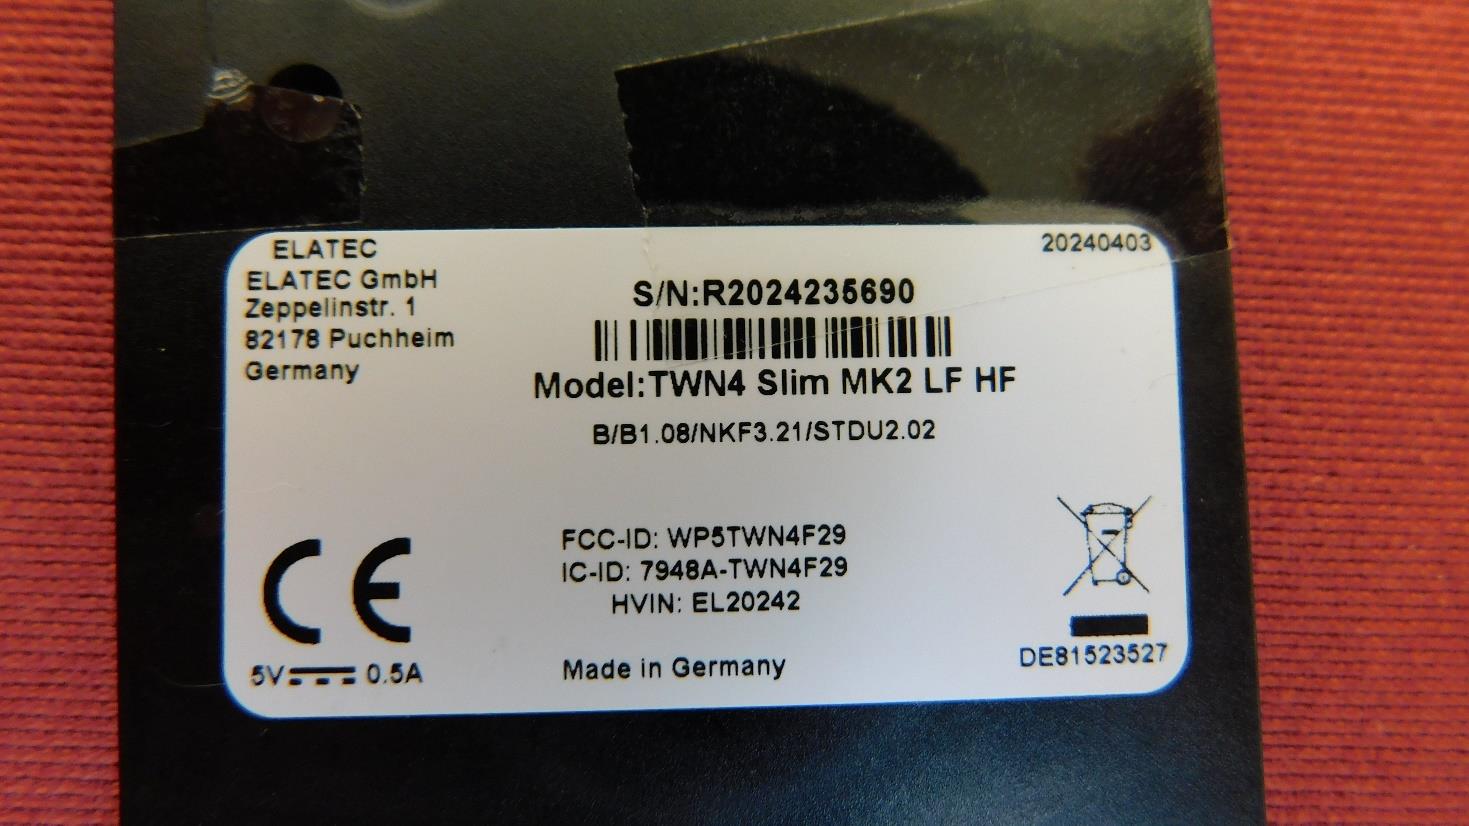 ELATEC
ELATEC GmbH
Zeppelinstr. 1
82178 Puchheim
Germany
20240403
S/N:R2024235690
Model:TWN4 Slim MK2 LF HF
B/B1.08/NKF3.21/STDU2.02
FCC-ID: WP5TWN4F29
IC-ID: 7948A-TWN4F29
HVIN: EL20242
Made in Germany
CE
5V 0.5A
DE81523527